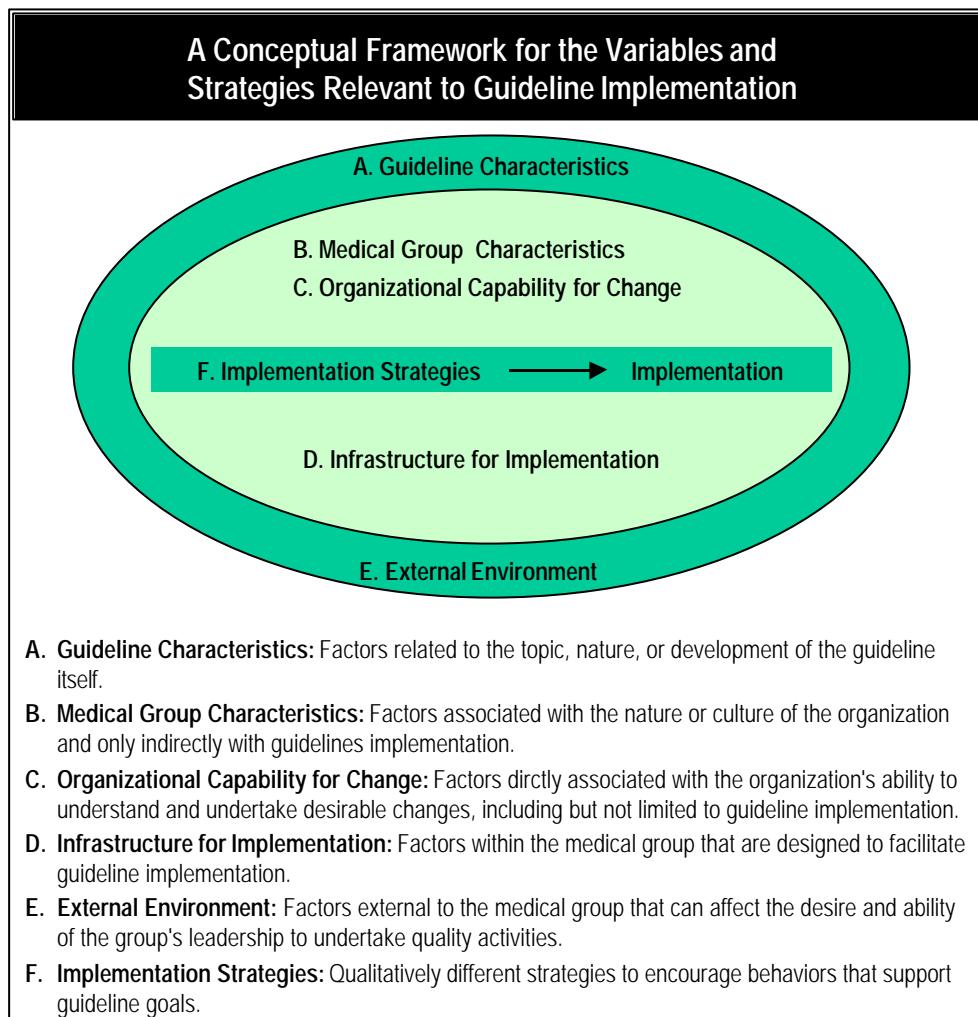 A Conceptual Framework for the Variables and
Strategies Relevant to Guideline Implementation
A. Guideline Characteristics
B. Medical Group Characteristics
C. Organizational Capability for Change
F. Implementation Strategies → Implementation
D. Infrastructure for Implementation
E. External Environment
A. Guideline Characteristics: Factors related to the topic, nature, or development of the guideline
itself.
B. Medical Group Characteristics: Factors associated with the nature or culture of the organization
and only indirectly with guidelines implementation.
C. Organizational Capability for Change: Factors dirctly associated with the organization's ability to
understand and undertake desirable changes, including but not limited to guideline implementation.
D. Infrastructure for Implementation: Factors within the medical group that are designed to facilitate
guideline implementation.
E. External Environment: Factors external to the medical group that can affect the desire and ability
of the group's leadership to undertake quality activities.
F. Implementation Strategies: Qualitatively different strategies to encourage behaviors that support
guideline goals.